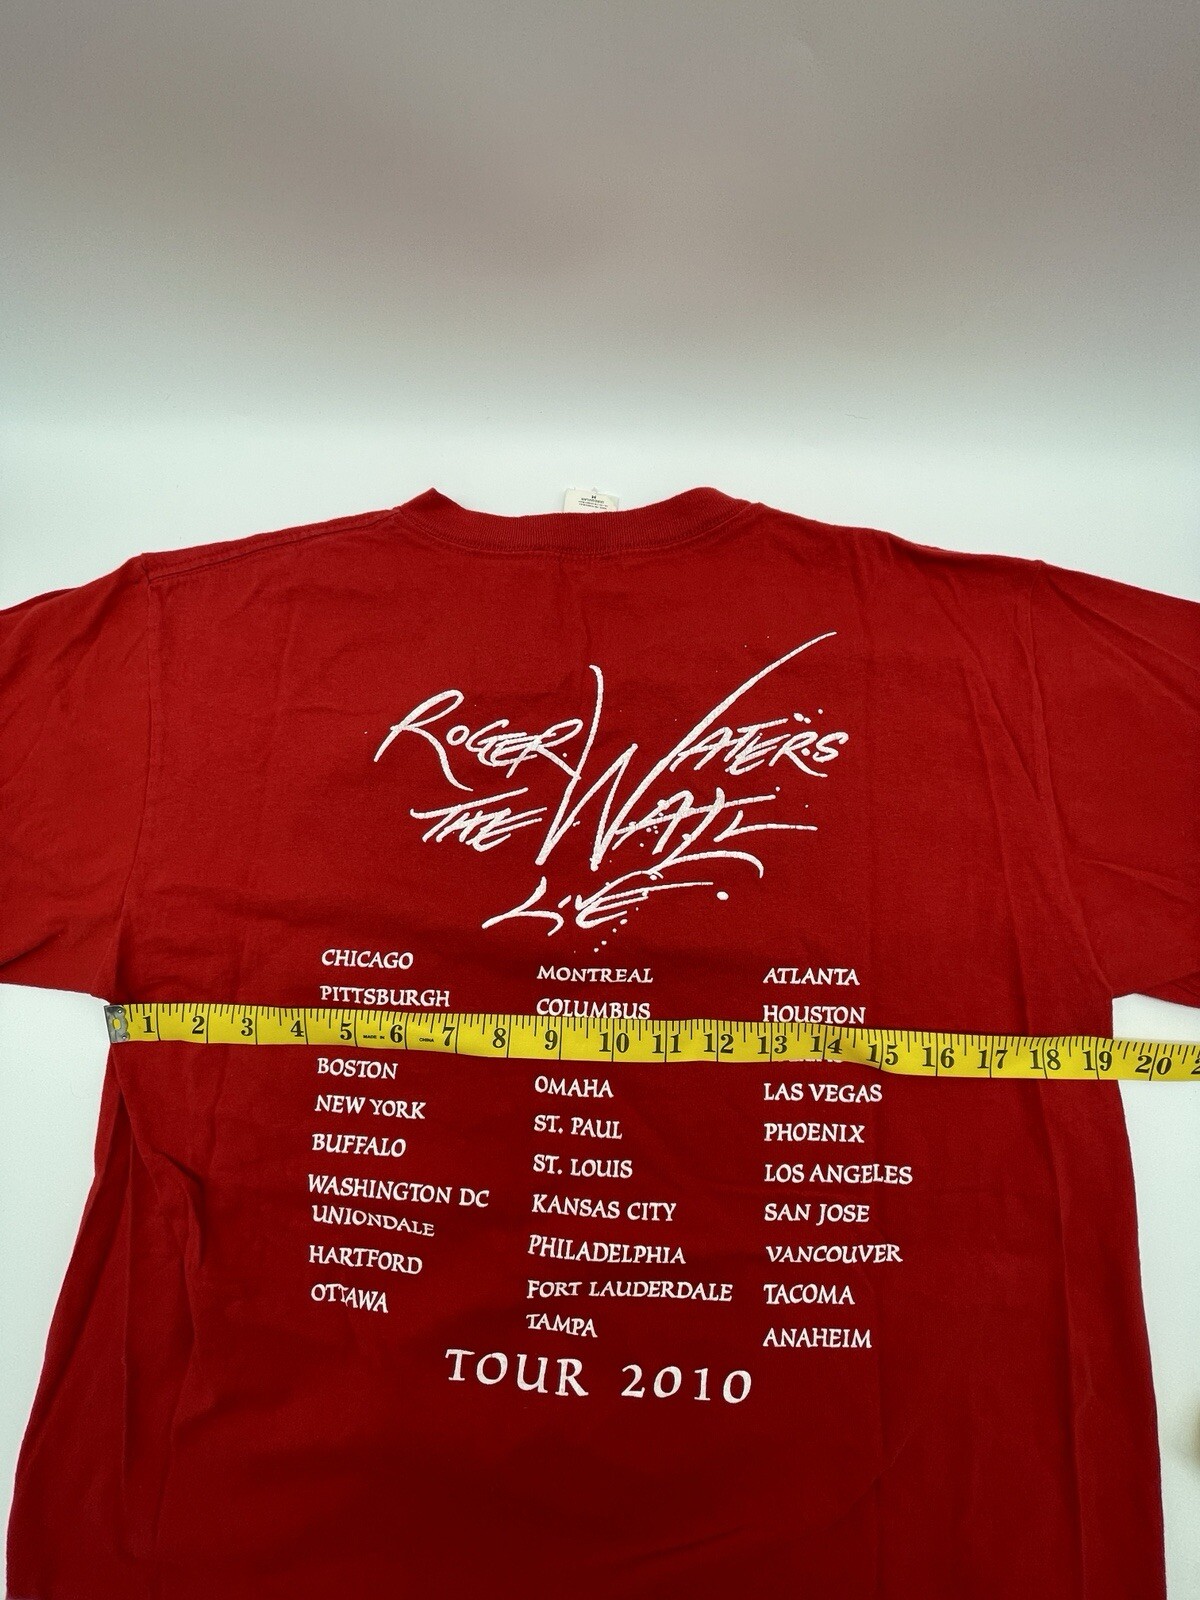 M
ROGER WATERS
THE WALL
LIVE
CHICAGO
PITTSBURGH
BOSTON
NEW YORK
BUFFALO
WASHINGTON DC
UNIONDALE
HARTFORD
OTTAWA
MONTREAL
COLUMBUS
OMAHA
ST. PAUL
ST. LOUIS
KANSAS CITY
PHILADELPHIA
FORT LAUDERDALE
TAMPA
ATLANTA
HOUSTON
LAS VEGAS
PHOENIX
LOS ANGELES
SAN JOSE
VANCOUVER
TACOMA
ANAHEIM
1 2 3 4 5 MADE IN 6 CHINA 7 8 9 10 11 12 13 14 15 16 17 18 19 20
TOUR 2010